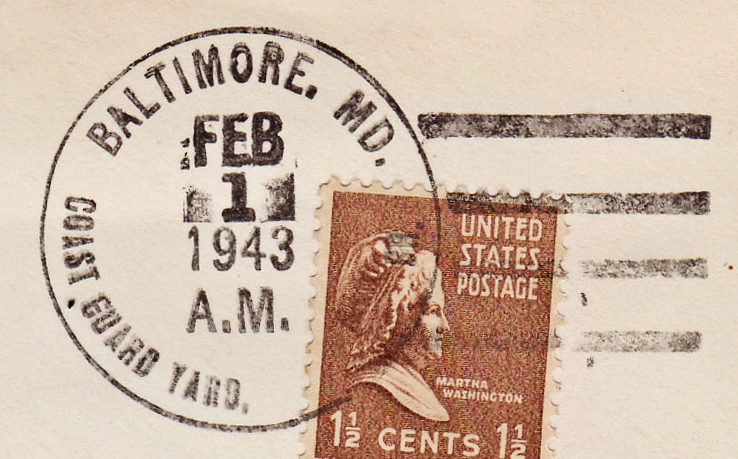 BALTIMORE, MD.
FEB
1
1943
A.M.
COAST GUARD YARD.
UNITED
STATES
POSTAGE
MARTHA
WASHINGTON
1½ CENTS 1½